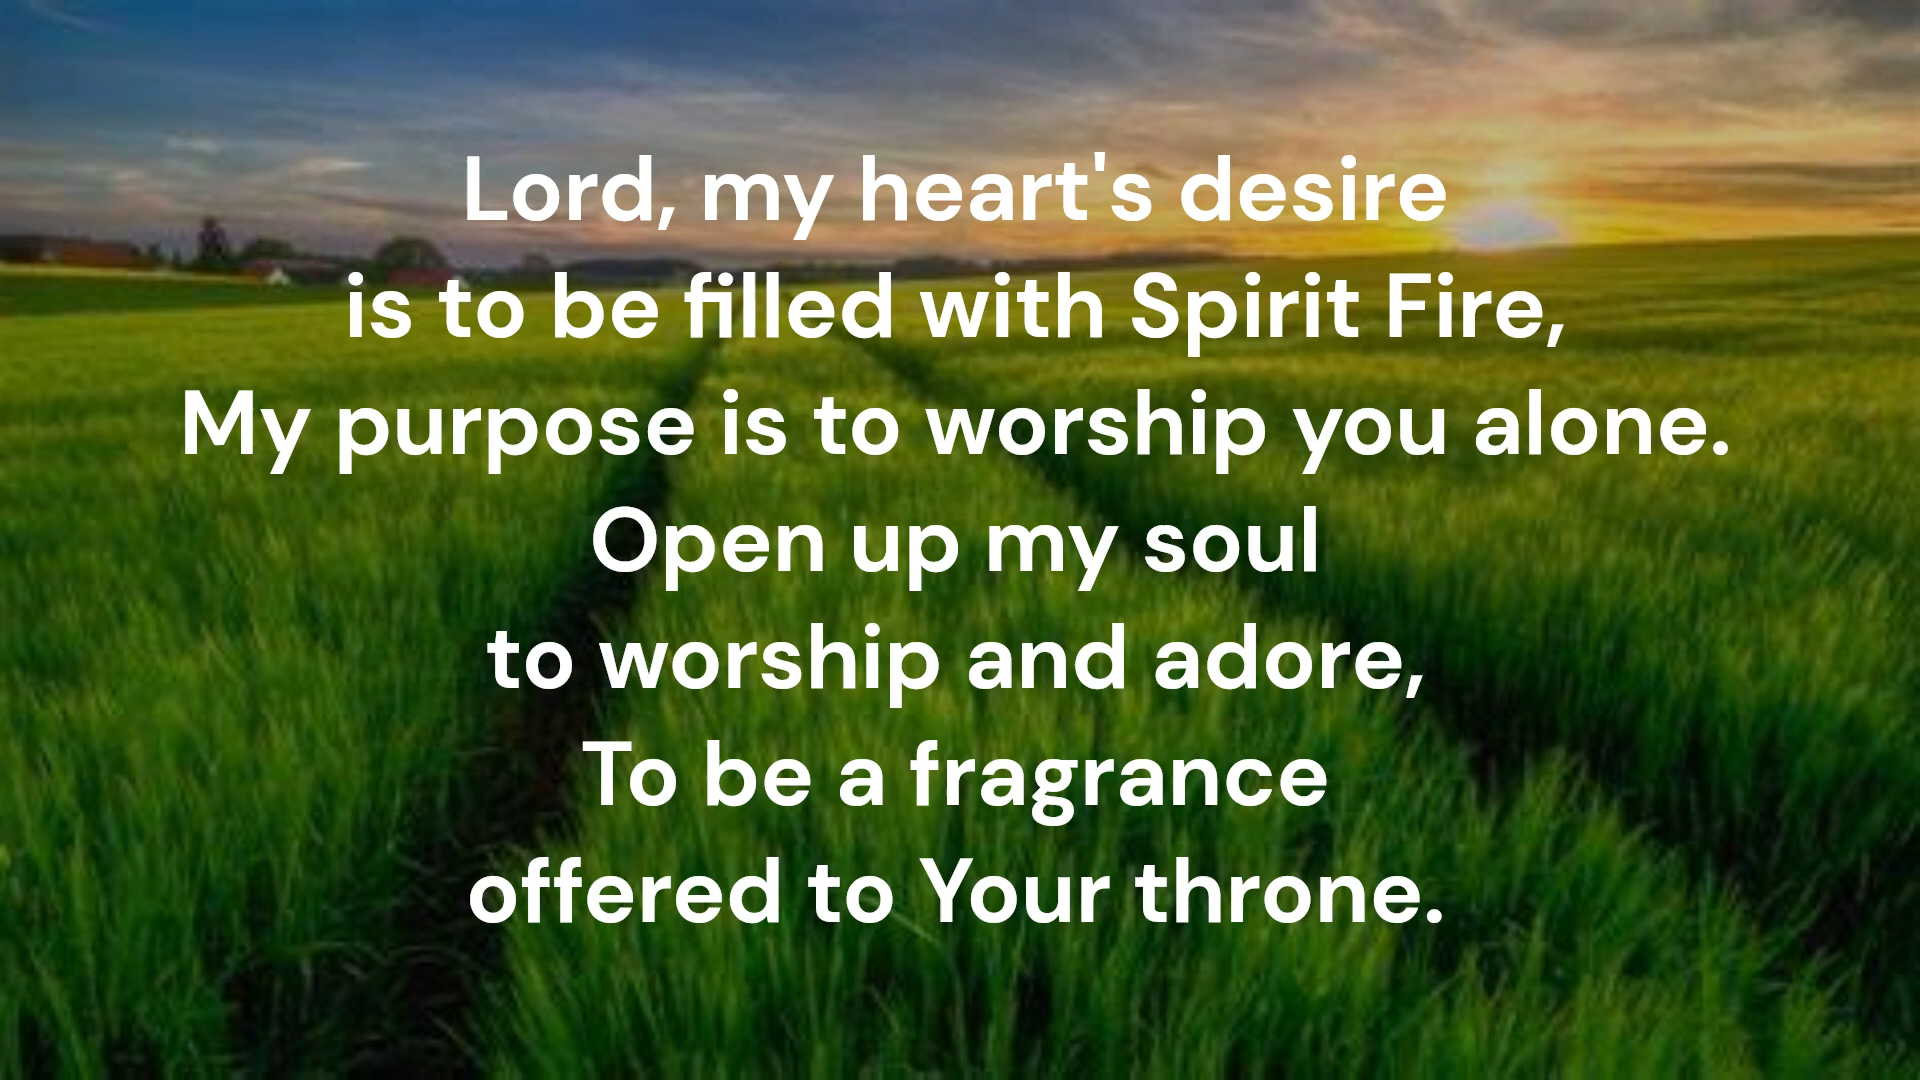 Lord, my heart's desire
is to be filled with Spirit Fire,
My purpose is to worship you alone.
Open up my soul
to worship and adore,
To be a fragrance
offered to Your throne.